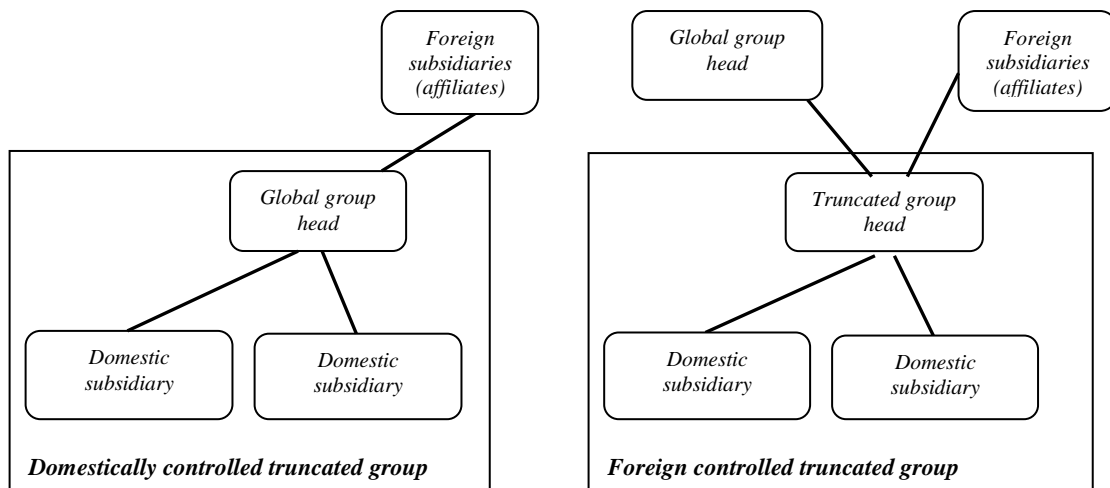 Foreign
subsidiaries
(affiliates)
Global group
head
Domestic
subsidiary
Domestic
subsidiary
Domestically controlled truncated group
Global group
head
Foreign
subsidiaries
(affiliates)
Truncated group
head
Domestic
subsidiary
Domestic
subsidiary
Foreign controlled truncated group